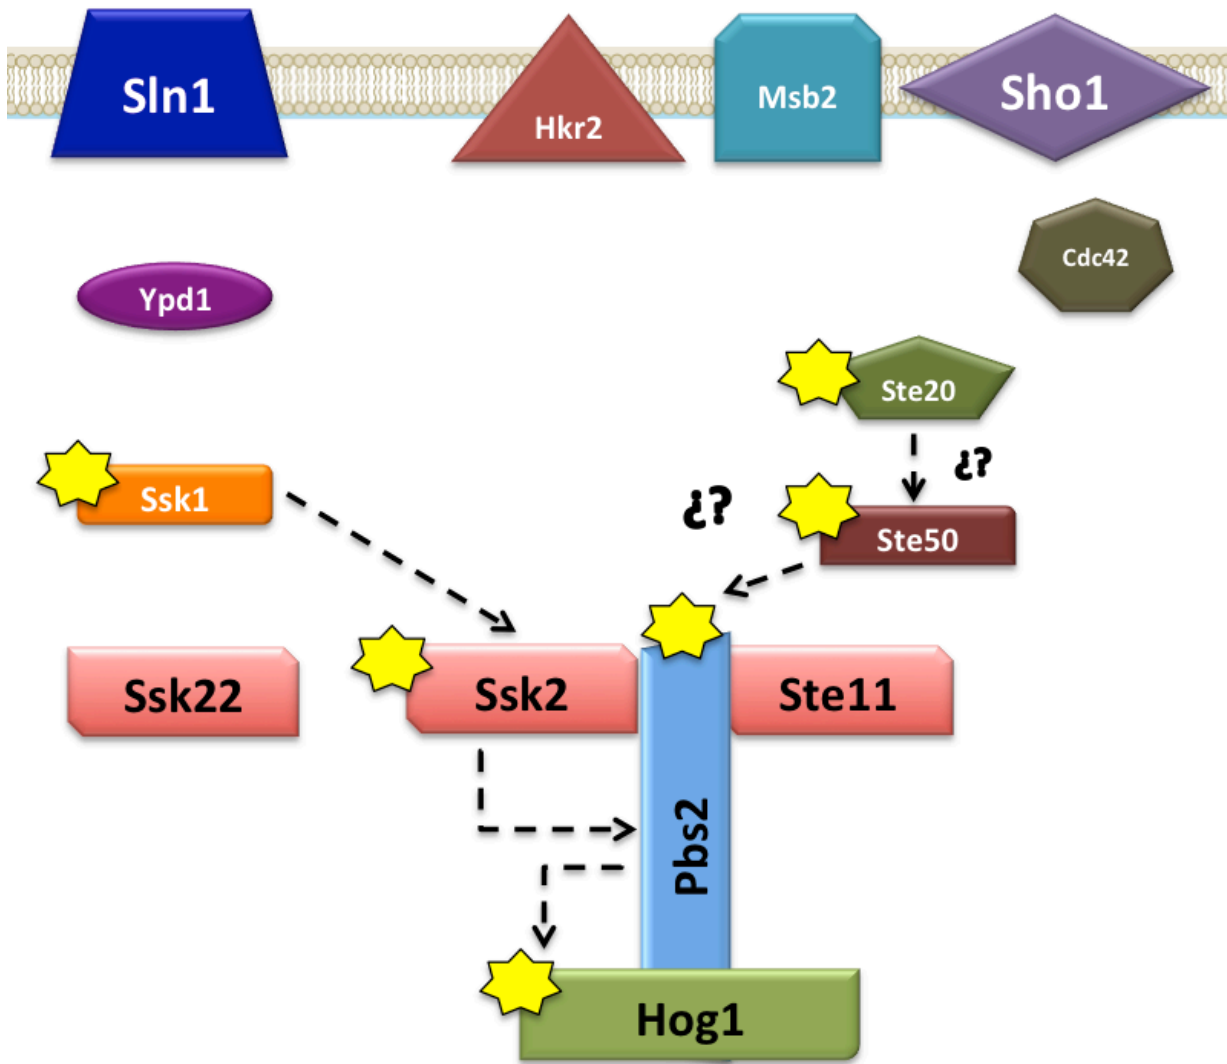 Sln1
Hkr2
Msb2
Sho1
Cdc42
Ypd1
Ste20
¿?
Ssk1
¿?
Ste50
Ssk22
Ssk2
Ste11
Pbs2
Hog1